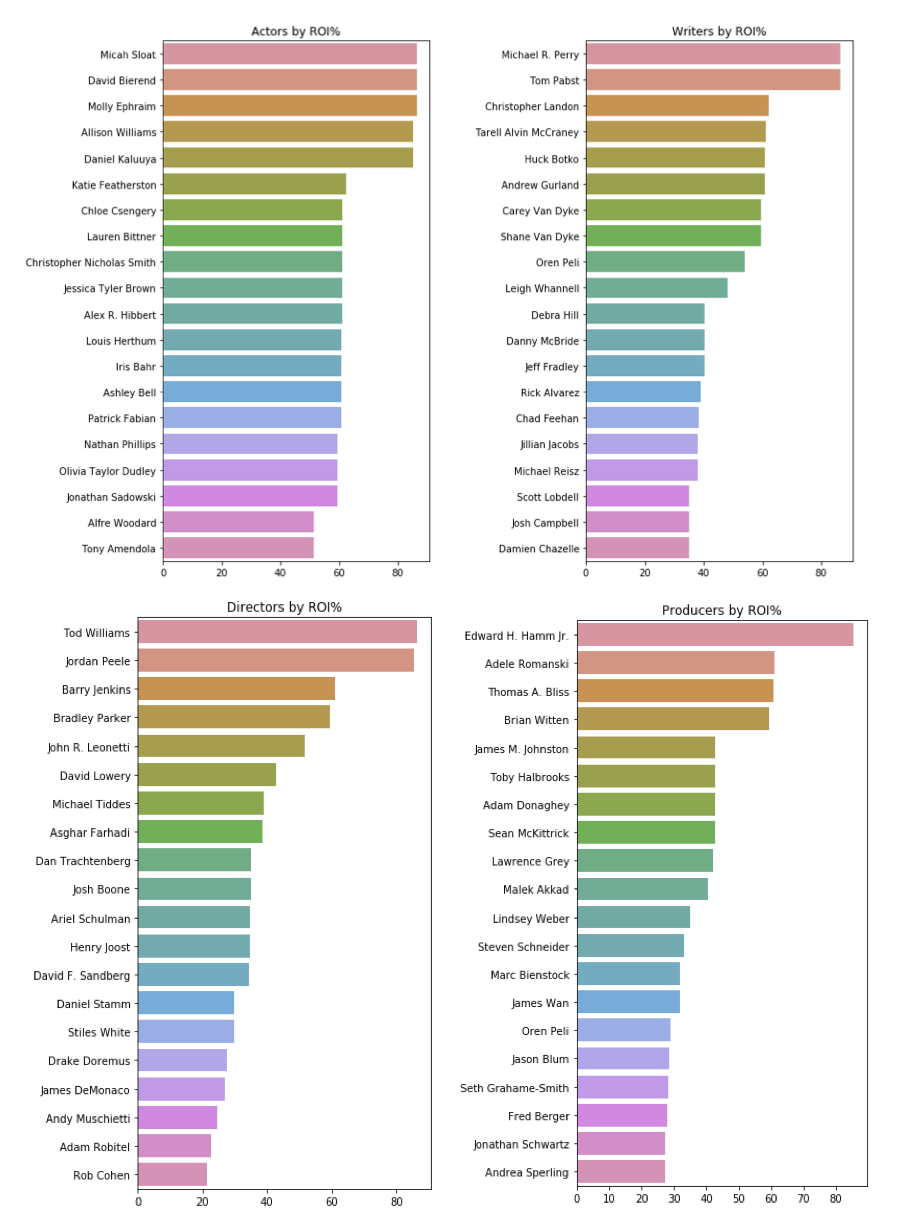 Actors by ROI%
Micah Sloat
David Bierend
Molly Ephraim
Allison Williams
Daniel Kaluuya
Katie Featherston
Chloe Csengery
Lauren Bittner
Christopher Nicholas Smith
Jessica Tyler Brown
Alex R. Hibbert
Louis Herthum
Iris Bahr
Ashley Bell
Patrick Fabian
Nathan Phillips
Olivia Taylor Dudley
Jonathan Sadowski
Alfre Woodard
Tony Amendola
0 20 40 60 80
Writers by ROI%
Michael R. Perry
Tom Pabst
Christopher Landon
Tarell Alvin McCraney
Huck Botko
Andrew Gurland
Carey Van Dyke
Shane Van Dyke
Oren Peli
Leigh Whannell
Debra Hill
Danny McBride
Jeff Fradley
Rick Alvarez
Chad Feehan
Jillian Jacobs
Michael Reisz
Scott Lobdell
Josh Campbell
Damien Chazelle
0 20 40 60 80
Directors by ROI%
Tod Williams
Jordan Peele
Barry Jenkins
Bradley Parker
John R. Leonetti
David Lowery
Michael Tiddes
Asghar Farhadi
Dan Trachtenberg
Josh Boone
Ariel Schulman
Henry Joost
David F. Sandberg
Daniel Stamm
Stiles White
Drake Doremus
James DeMonaco
Andy Muschietti
Adam Robitel
Rob Cohen
0 20 40 60 80
Producers by ROI%
Edward H. Hamm Jr.
Adele Romanski
Thomas A. Bliss
Brian Witten
James M. Johnston
Toby Halbrooks
Adam Donaghey
Sean McKittrick
Lawrence Grey
Malek Akkad
Lindsey Weber
Steven Schneider
Marc Bienstock
James Wan
Oren Peli
Jason Blum
Seth Grahame-Smith
Fred Berger
Jonathan Schwartz
Andrea Sperling
0 10 20 30 40 50 60 70 80